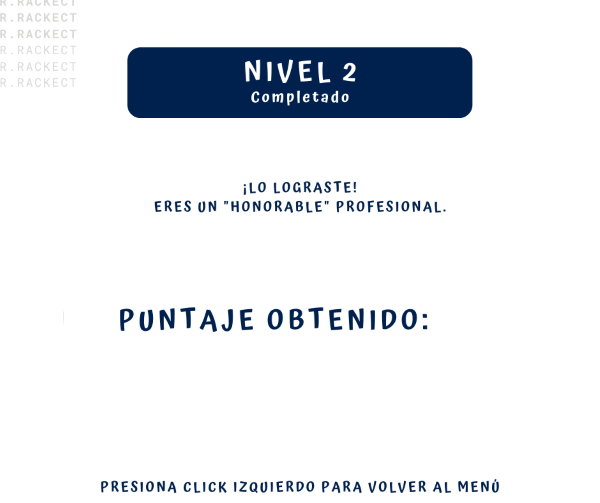 R.RACKECT
R.RACKECT
R.RACKECT
R.RACKECT
R.RACKECT
R.RACKECT
NIVEL 2
Completado
¡LO LOGRASTE!
ERES UN "HONORABLE" PROFESIONAL.
PUNTAJE OBTENIDO:
PRESIONA CLICK IZQUIERDO PARA VOLVER AL MENÚ